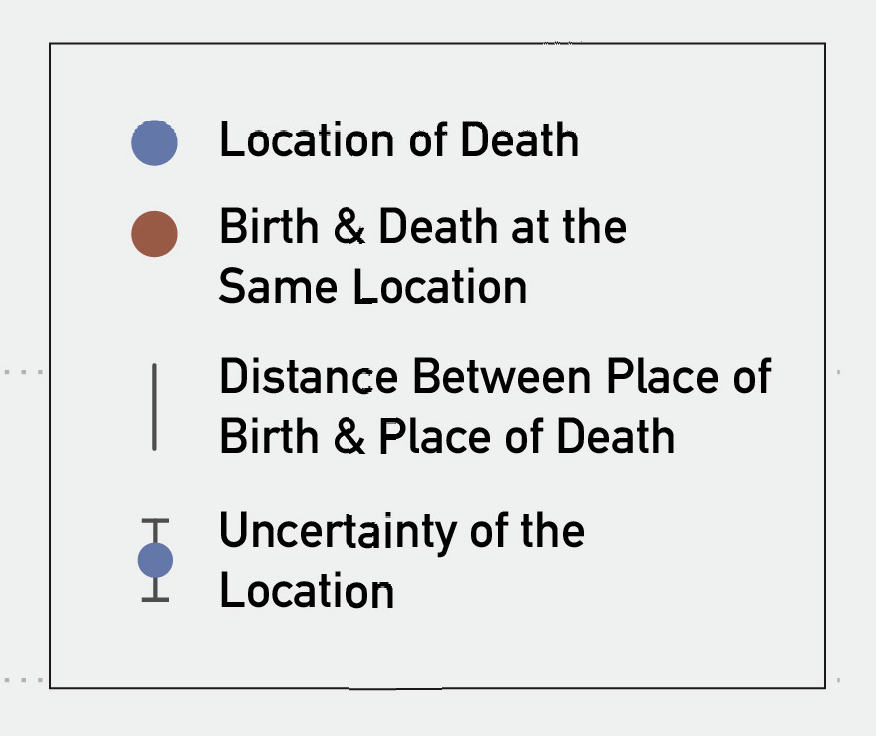 Location of Death
Birth & Death at the
Same Location
Distance Between Place of
Birth & Place of Death
Uncertainty of the
Location